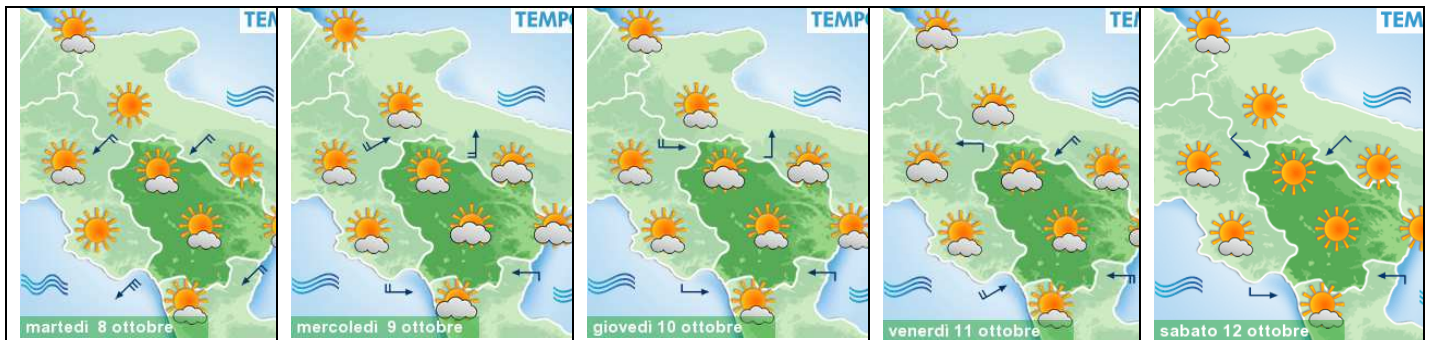 TEM
martedì 8 ottobre
TEMP
mercoledì 9 ottobre
TEMP
giovedì 10 ottobre
TE
venerdì 11 ottobre
TEM
sabato 12 ottobre